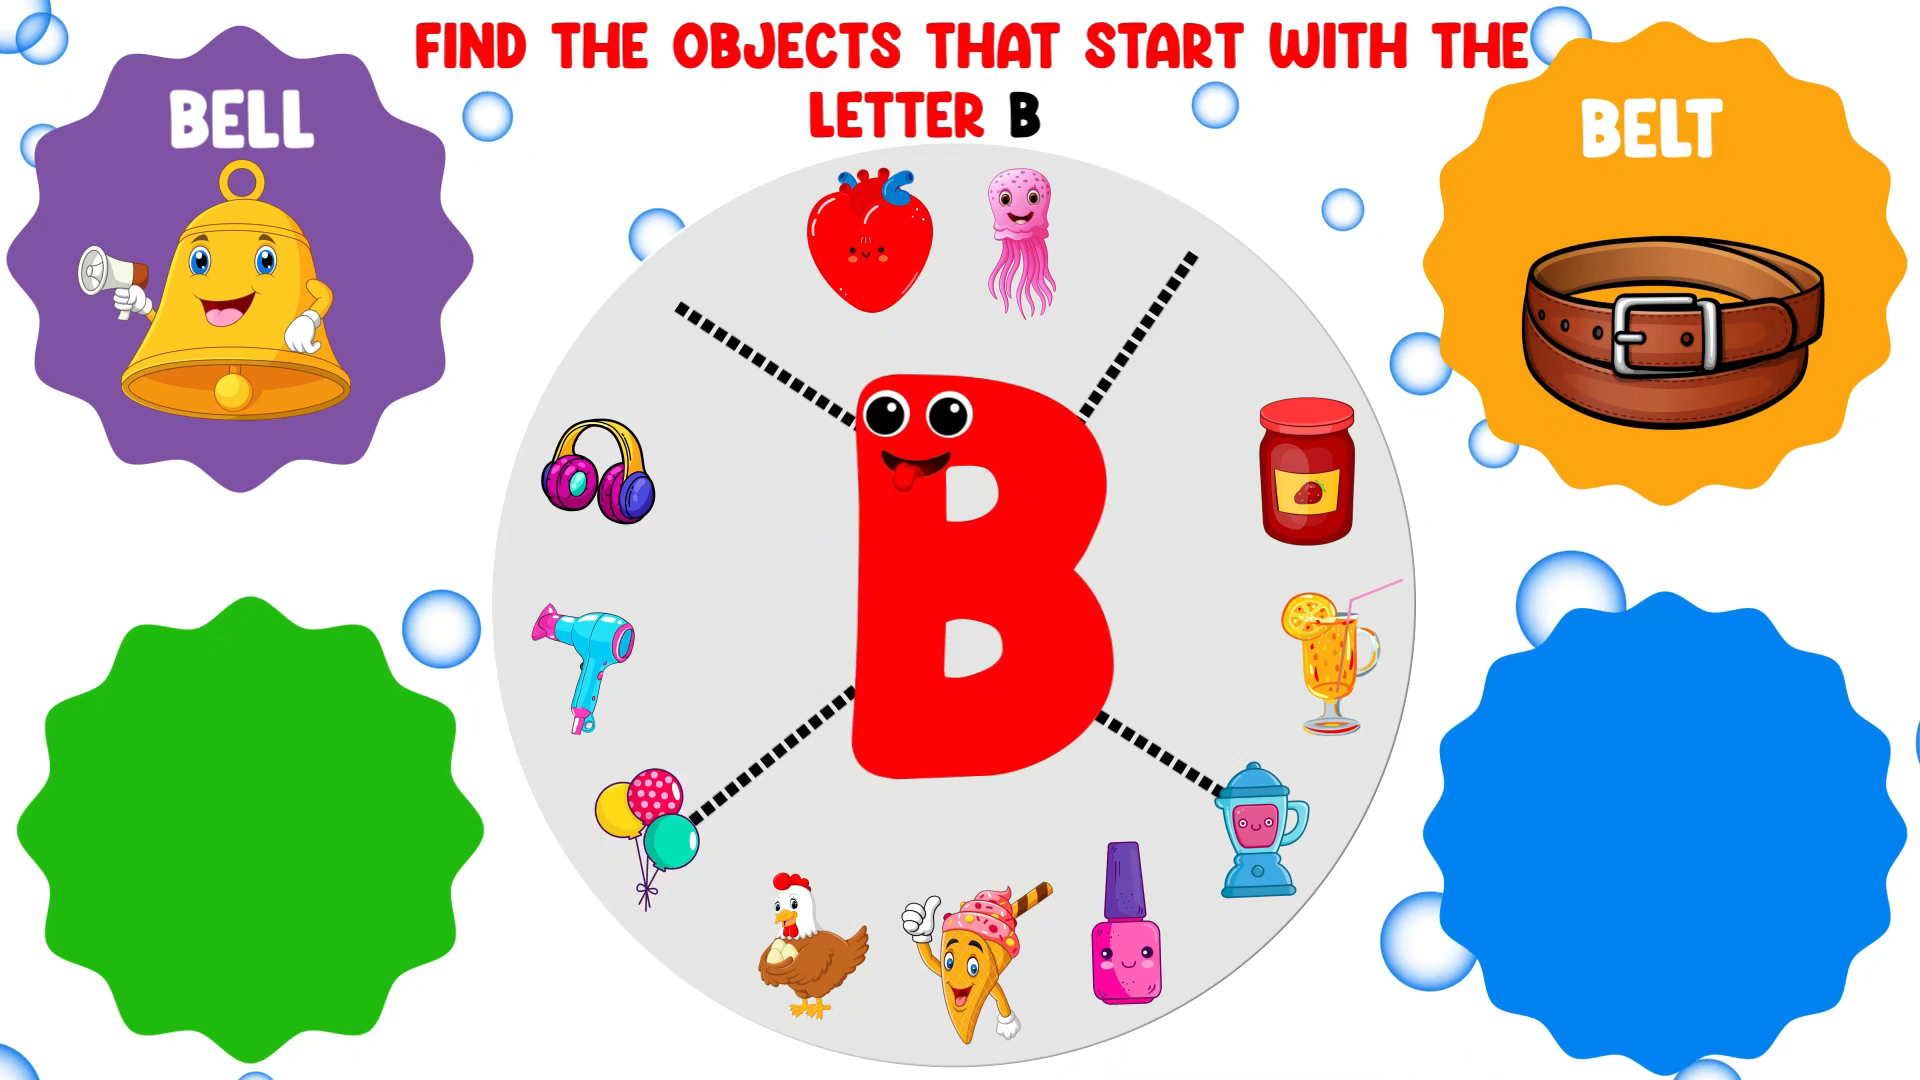 FIND THE OBJECTS THAT START WITH THE
LETTER B
BELL
BELT
B